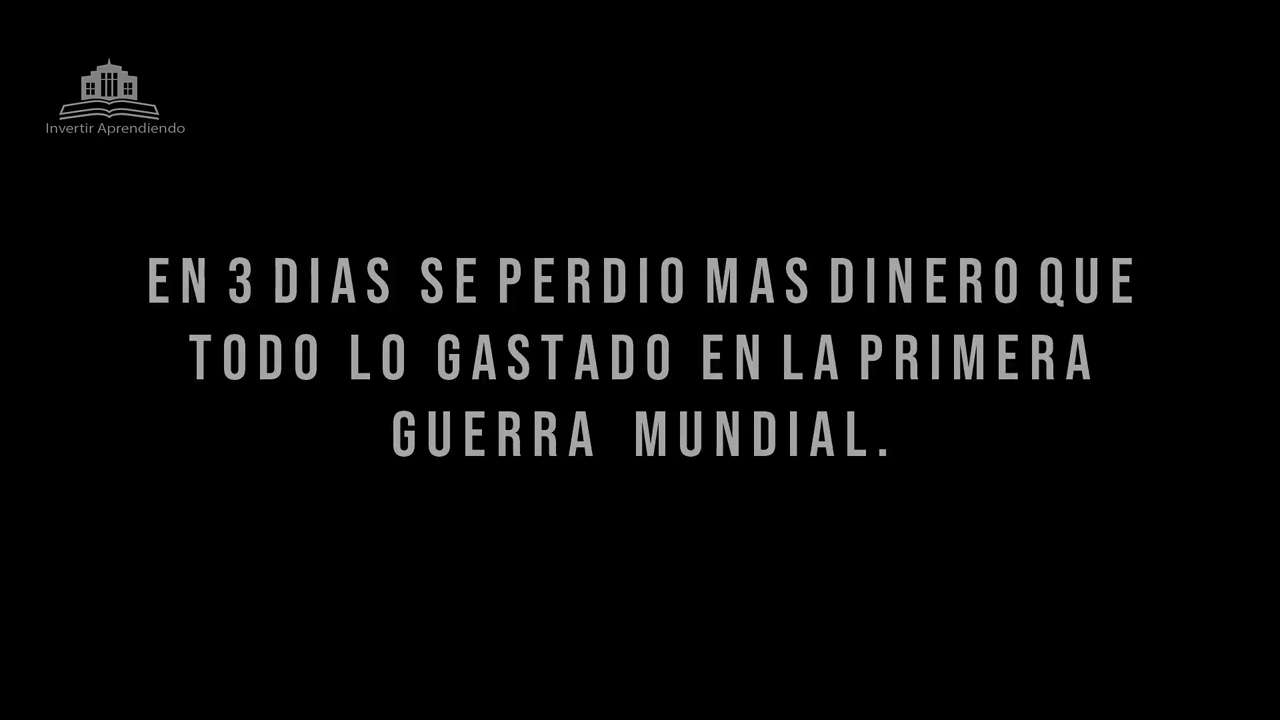 Invertir Aprendiendo
EN 3 DIAS SE PERDIO MAS DINERO QUE
TODO LO GASTADO EN LA PRIMERA
GUERRA MUNDIAL.